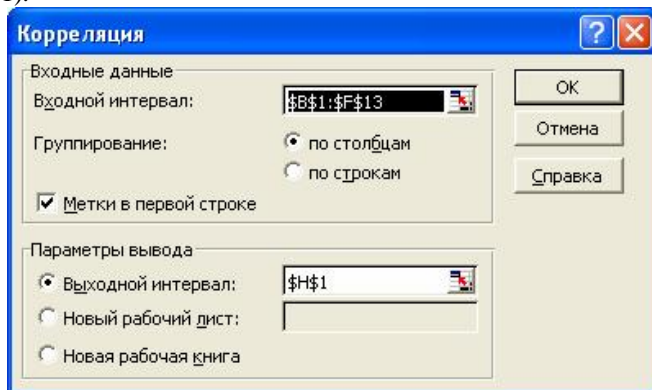 Корреляция
Входные данные
Входной интервал:
$B$1:$F$13
Группирование:
по столбцам
по строкам
Метки в первой строке
OK
Отмена
Справка
Параметры вывода
Выходной интервал:
$H$1
Новый рабочий лист:
Новая рабочая книга